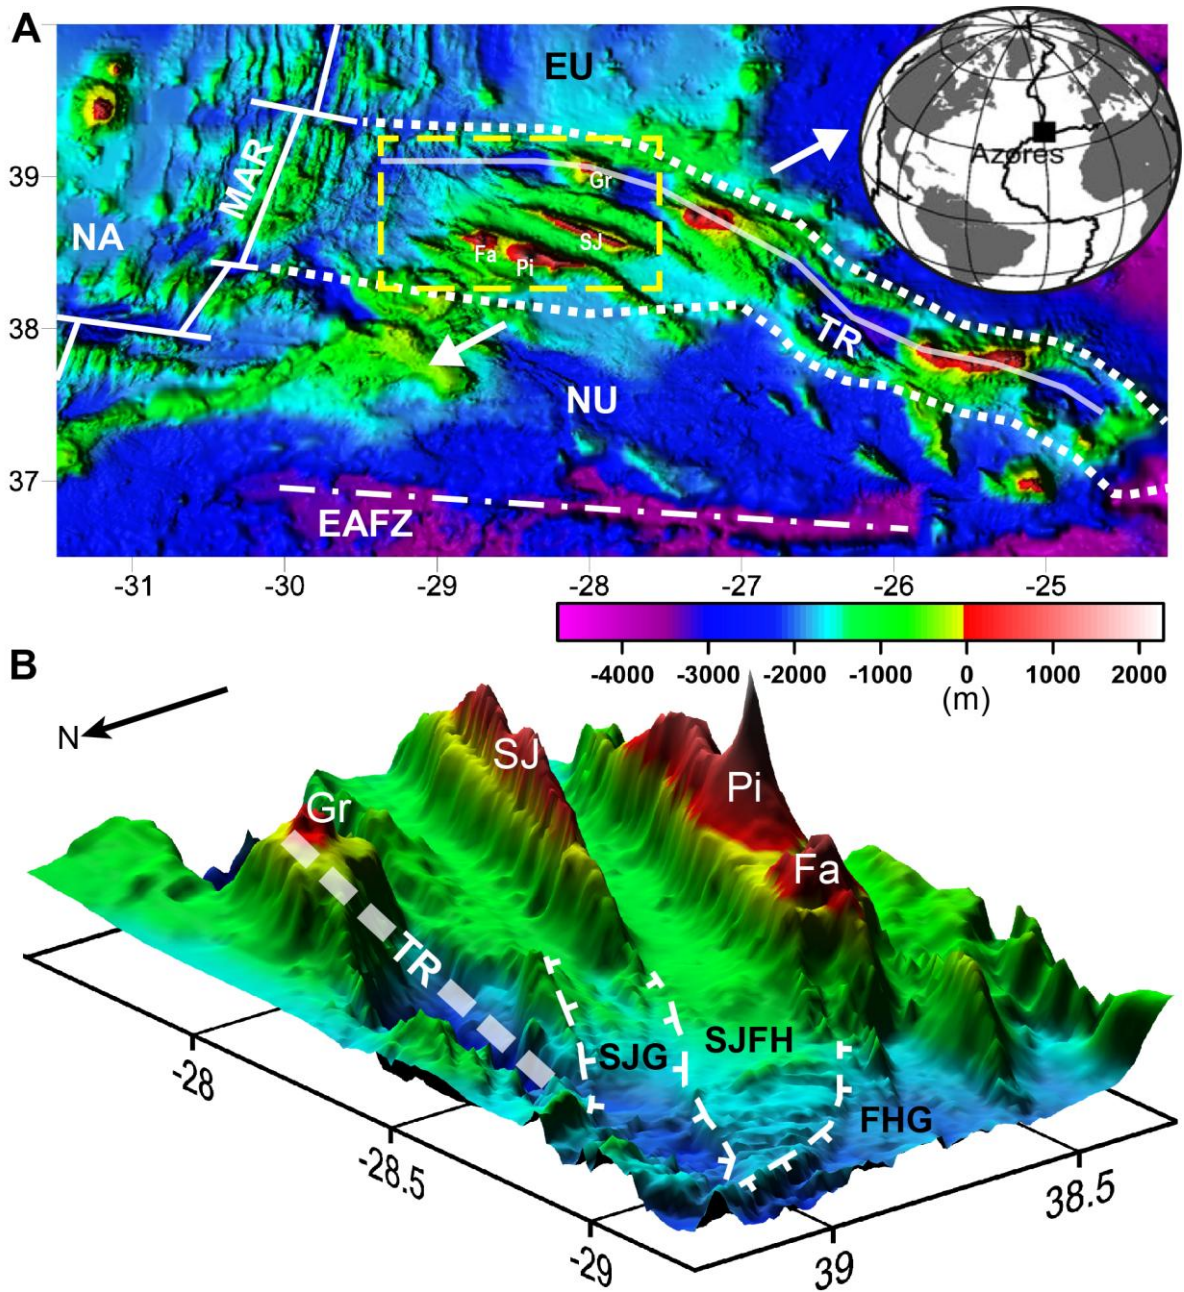 A
EU
Azores
39
MAR
Gr
NA
SJ
Fa
Pi
38
TR
NU
37
EAFZ
-31 -30 -29 -28 -27 -26 -25
-4000 -3000 -2000 -1000 0 1000 2000
(m)
B
N
SJ
Pi
Gr
Fa
TR
SJG
SJFH
FHG
-28
-28.5
-29
39
38.5